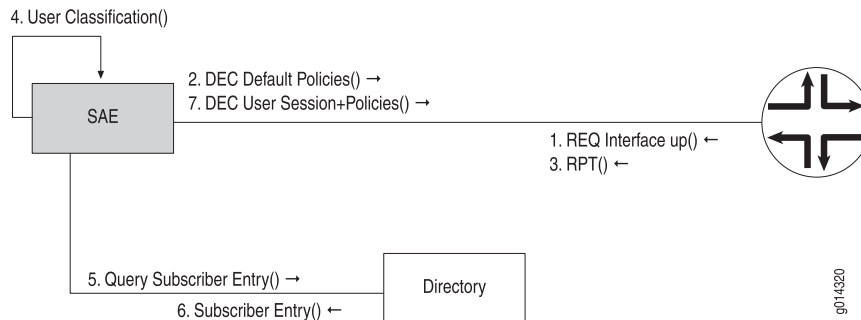 4. User Classification()
2. DEC Default Policies() →
7. DEC User Session+Policies() →
SAE
1. REQ Interface up() ←
3. RPT() ←
5. Query Subscriber Entry() →
6. Subscriber Entry() ←
Directory
g014320